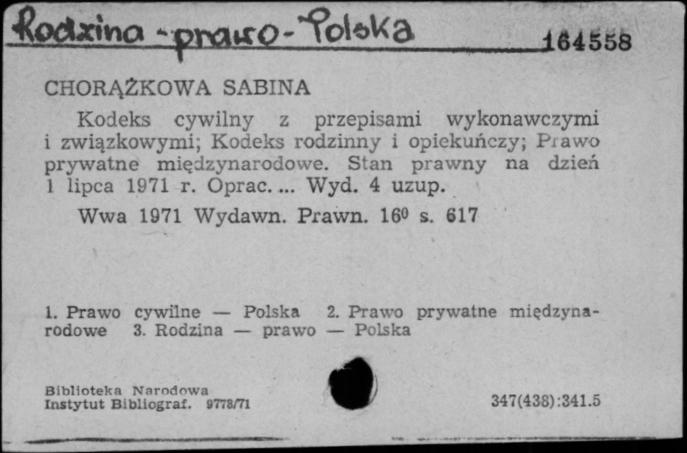 Rodzina - prawo - Polska
164558
CHORĄŻKOWA SABINA
Kodeks cywilny z przepisami wykonawczymi
i związkowymi; Kodeks rodzinny i opiekuńczy; Prawo
prywatne międzynarodowe. Stan prawny na dzień
1 lipca 1971 r. Oprac. ... Wyd. 4 uzup.
Wwa 1971 Wydawn. Prawn. 16⁰ s. 617
1. Prawo cywilne — Polska 2. Prawo prywatne międzyna-
rodowe 3. Rodzina — prawo — Polska
Biblioteka Narodowa
Instytut Bibliograf. 9778/71
347(438):341.5